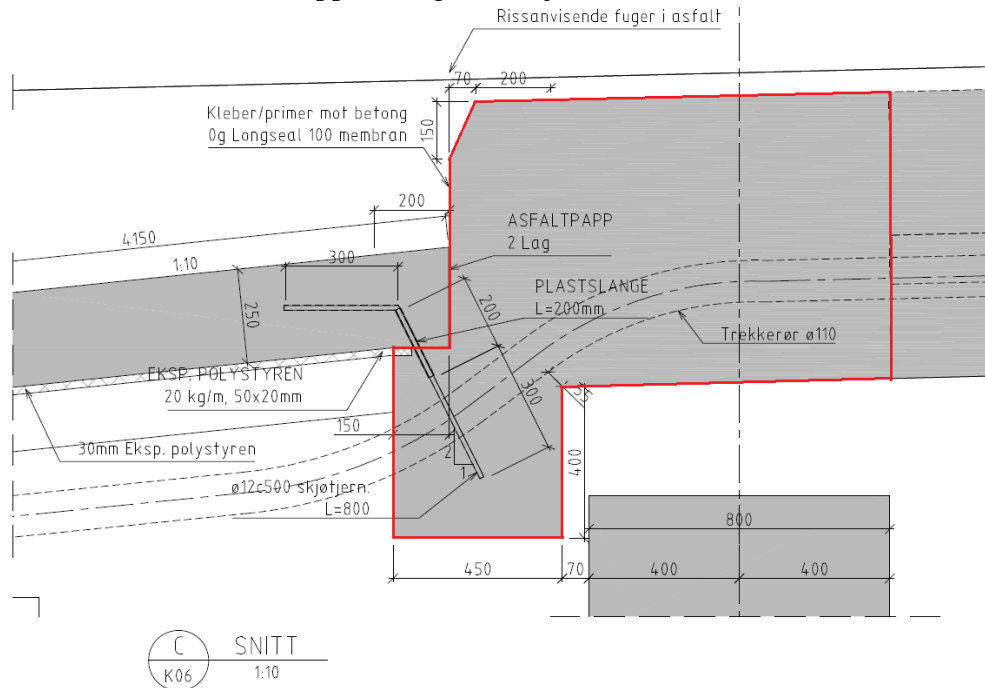 Rissanvisende fuger i asfalt
70
200
Kleber/primer mot betong
0g Longseal 100 membran
150
200
ASFALTPAPP
2 Lag
4150
1:10
300
PLASTSLANGE
L=200mm
250
200
Trekkerør ø110
EKSP. POLYSTYREN
20 kg/m, 50x20mm
300
55
150
30mm Eksp. polystyren
2
1
400
ø12c500 skjøtjern.
L=800
800
450
70
400
400
C
SNITT
K06
1:10